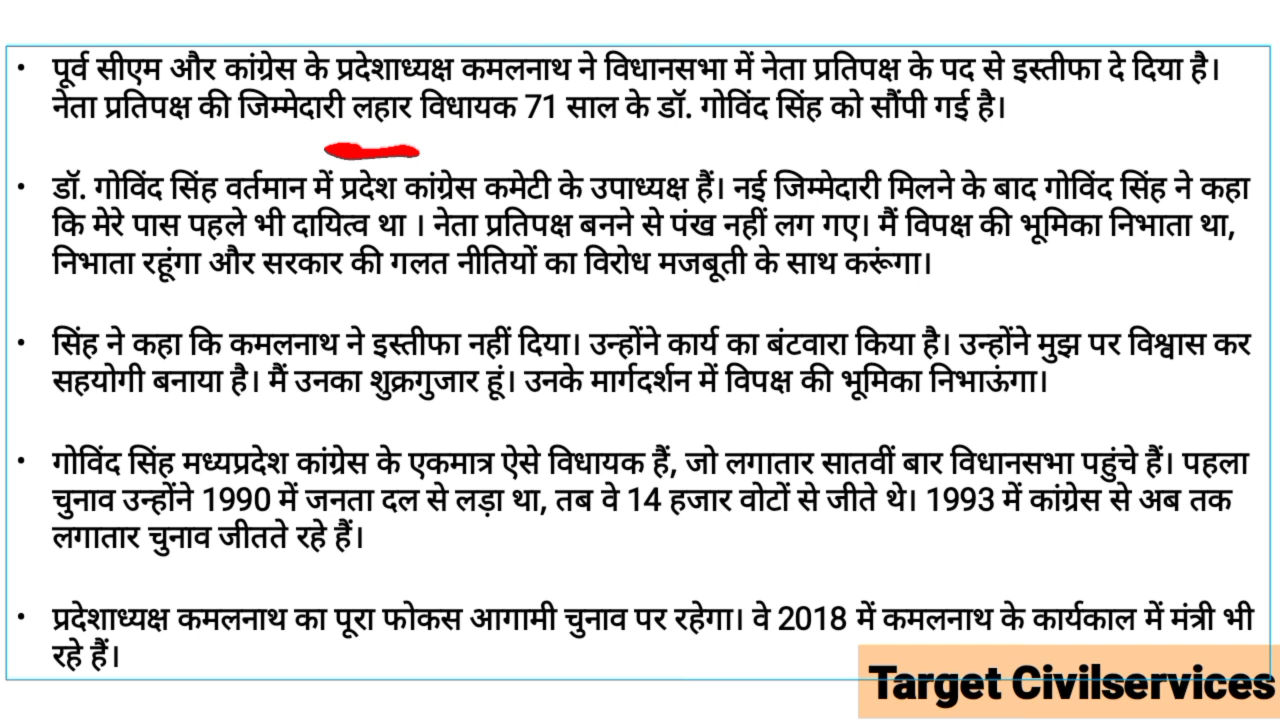 • पूर्व सीएम और कांग्रेस के प्रदेशाध्यक्ष कमलनाथ ने विधानसभा में नेता प्रतिपक्ष के पद से इस्तीफा दे दिया है।
नेता प्रतिपक्ष की जिम्मेदारी लहार विधायक 71 साल के डॉ. गोविंद सिंह को सौंपी गई है।
• डॉ. गोविंद सिंह वर्तमान में प्रदेश कांग्रेस कमेटी के उपाध्यक्ष हैं। नई जिम्मेदारी मिलने के बाद गोविंद सिंह ने कहा
कि मेरे पास पहले भी दायित्व था । नेता प्रतिपक्ष बनने से पंख नहीं लग गए। मैं विपक्ष की भूमिका निभाता था,
निभाता रहूंगा और सरकार की गलत नीतियों का विरोध मजबूती के साथ करूंगा।
• सिंह ने कहा कि कमलनाथ ने इस्तीफा नहीं दिया। उन्होंने कार्य का बंटवारा किया है। उन्होंने मुझ पर विश्वास कर
सहयोगी बनाया है। मैं उनका शुक्रगुजार हूं। उनके मार्गदर्शन में विपक्ष की भूमिका निभाऊंगा।
• गोविंद सिंह मध्यप्रदेश कांग्रेस के एकमात्र ऐसे विधायक हैं, जो लगातार सातवीं बार विधानसभा पहुंचे हैं। पहला
चुनाव उन्होंने 1990 में जनता दल से लड़ा था, तब वे 14 हजार वोटों से जीते थे। 1993 में कांग्रेस से अब तक
लगातार चुनाव जीतते रहे हैं।
• प्रदेशाध्यक्ष कमलनाथ का पूरा फोकस आगामी चुनाव पर रहेगा। वे 2018 में कमलनाथ के कार्यकाल में मंत्री भी
रहे हैं।
Target Civilservices